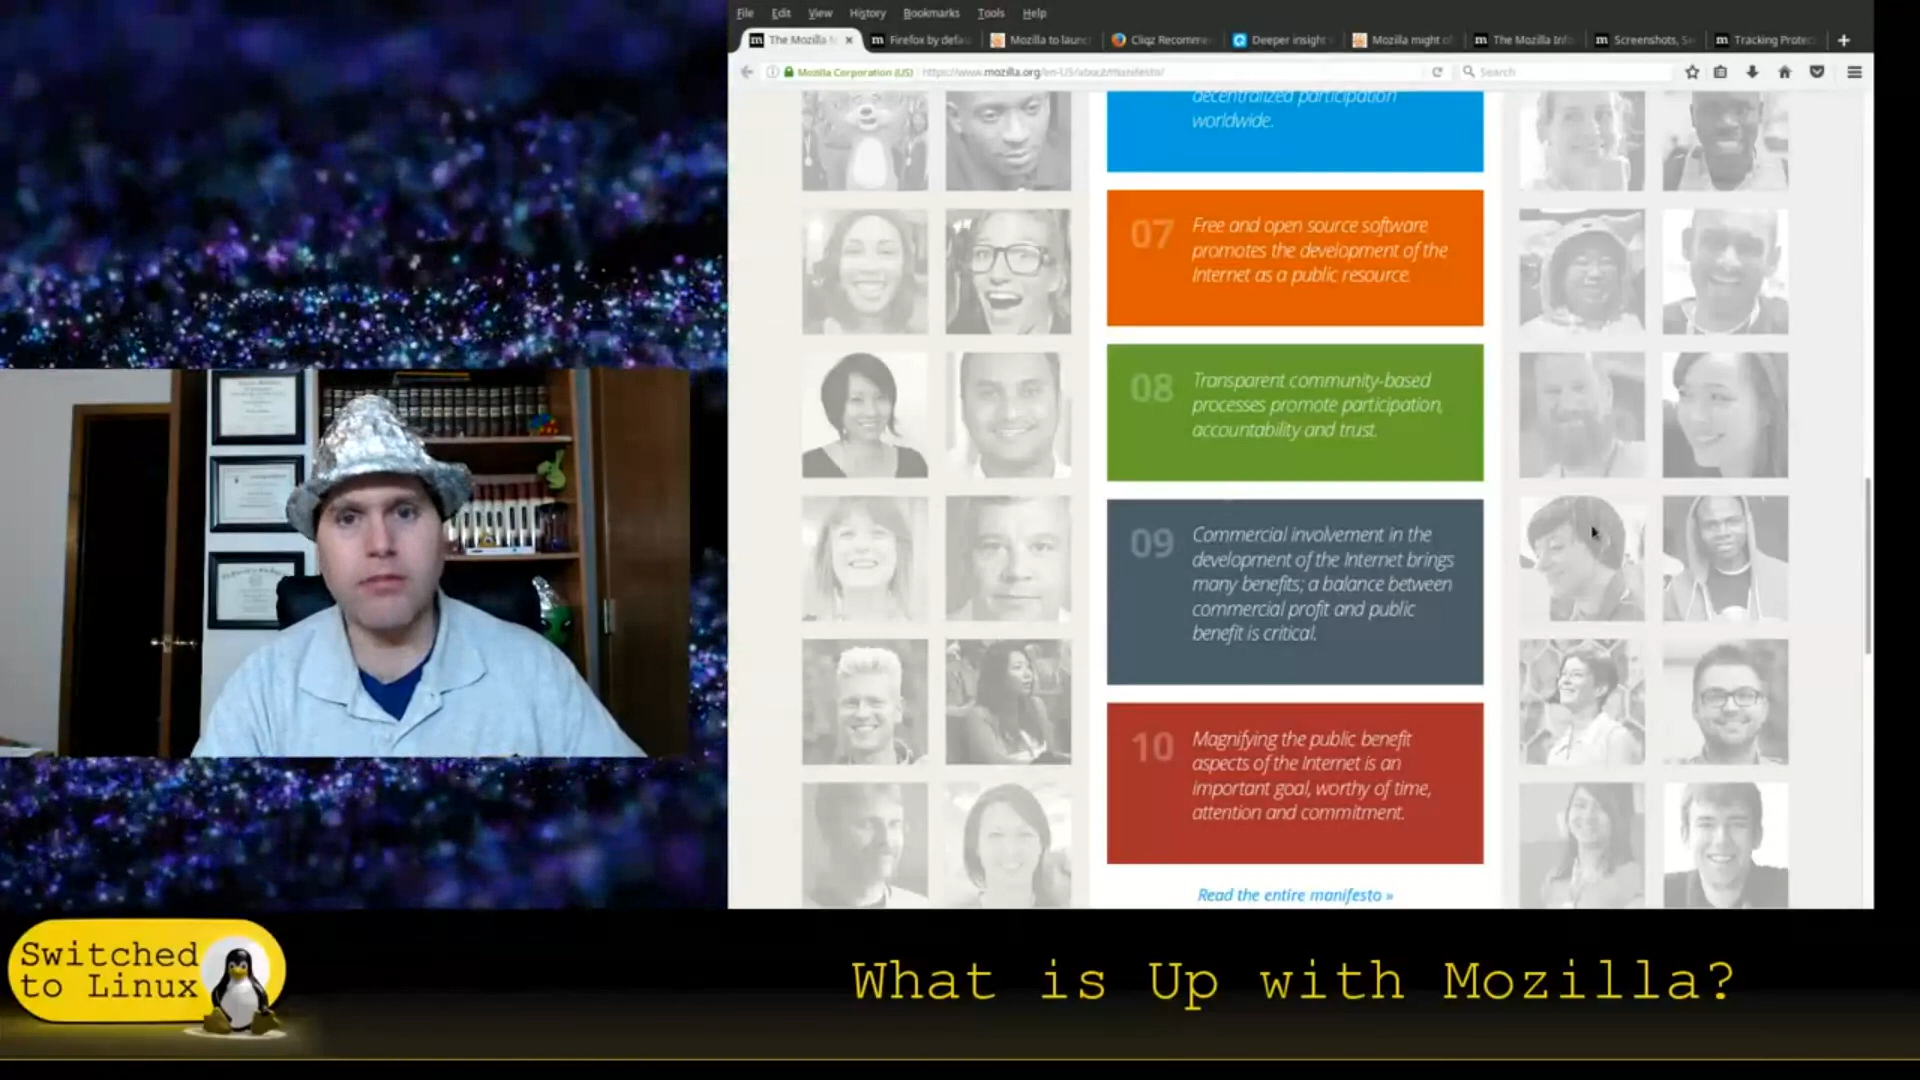 File Edit View History Bookmarks Tools Help
The Mozilla Firefox by defau Mozilla to launc Cliqz Recomme Deeper insight Mozilla might of The Mozilla Inf Screenshots, S Tracking Protec
Mozilla Corporation (US) https://www.mozilla.org/en-US/about/manifesto/ Search
decentralized participation
worldwide.
07
Free and open source software
promotes the development of the
Internet as a public resource.
08
Transparent community-based
processes promote participation,
accountability and trust.
09
Commercial involvement in the
development of the Internet brings
many benefits; a balance between
commercial profit and public
benefit is critical.
10
Magnifying the public benefit
aspects of the Internet is an
important goal, worthy of time,
attention and commitment.
Read the entire manifesto »
Switched
to Linux
What is Up with Mozilla?